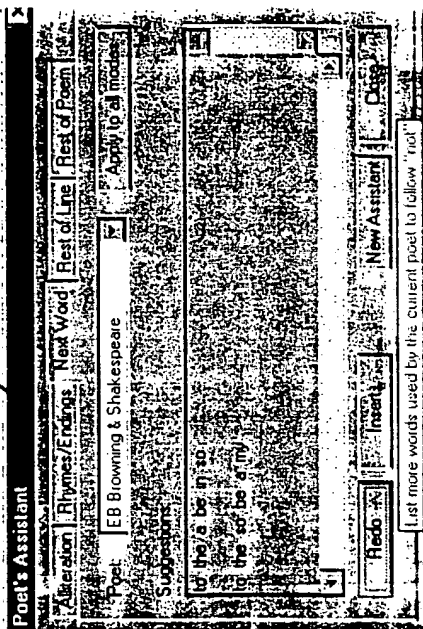 Poet's Assistant
Alliteration Rhymes/Endings Next Word Rest of Line Rest of Poem
Poet: EB Browning & Shakespeare Apply to all modes
Suggestions:
to the a be in so
to the so be a my
Redo Insert New Assistant Close
List more words used by the current poet to follow "not"